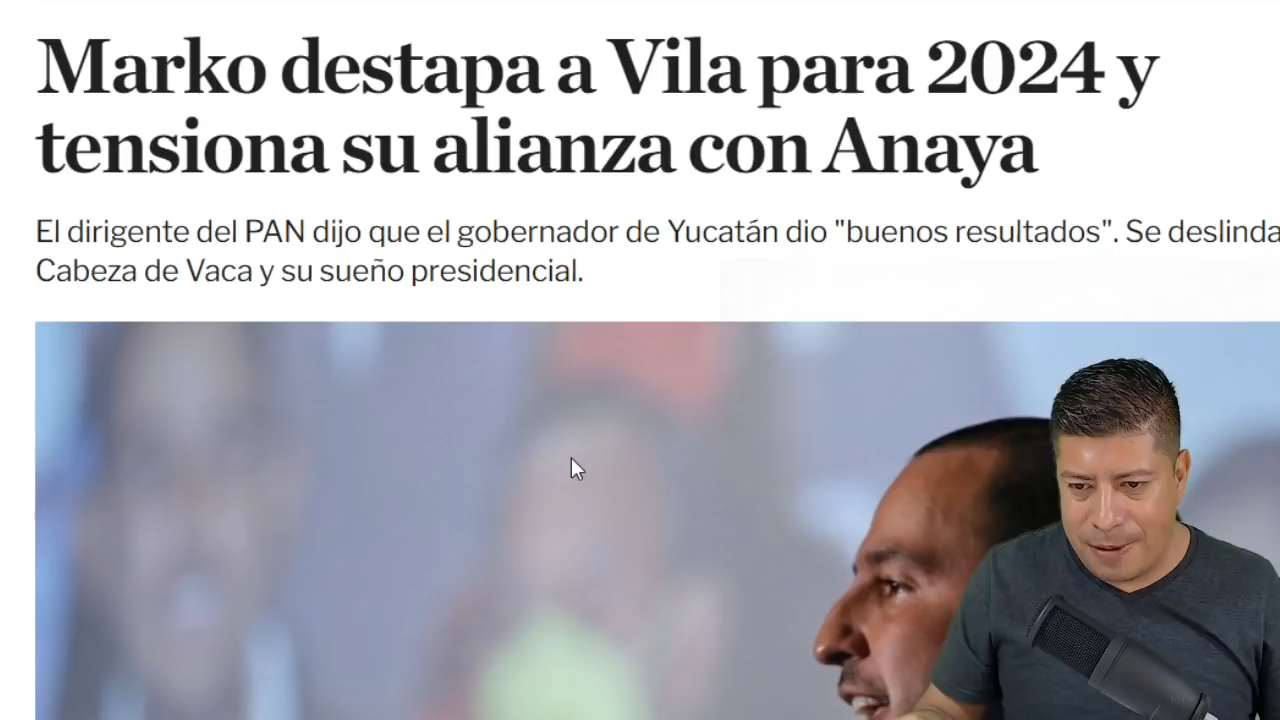 Marko destapa a Vila para 2024 y
tensiona su alianza con Anaya
El dirigente del PAN dijo que el gobernador de Yucatán dio "buenos resultados". Se deslinda
Cabeza de Vaca y su sueño presidencial.